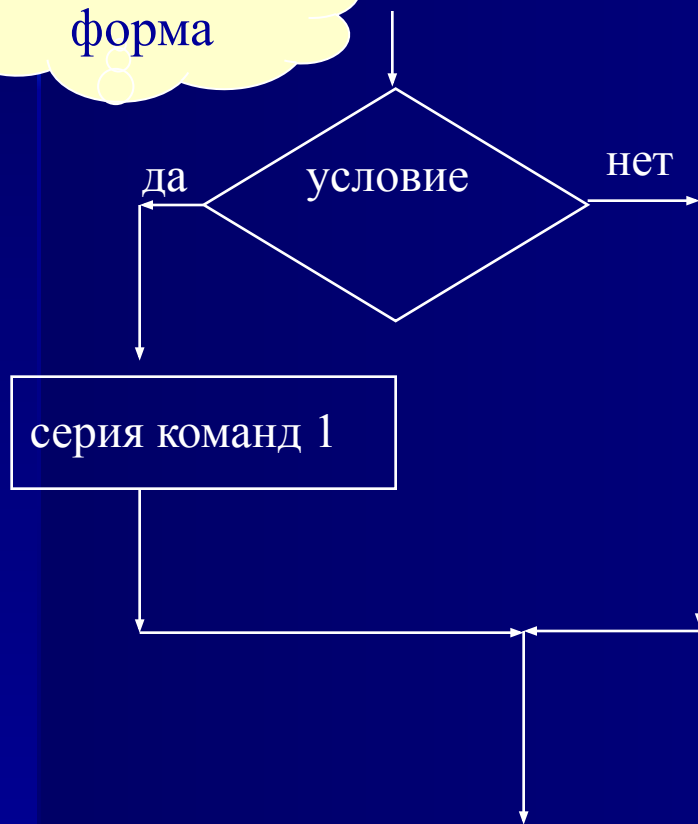 форма
да
условие
нет
серия команд 1